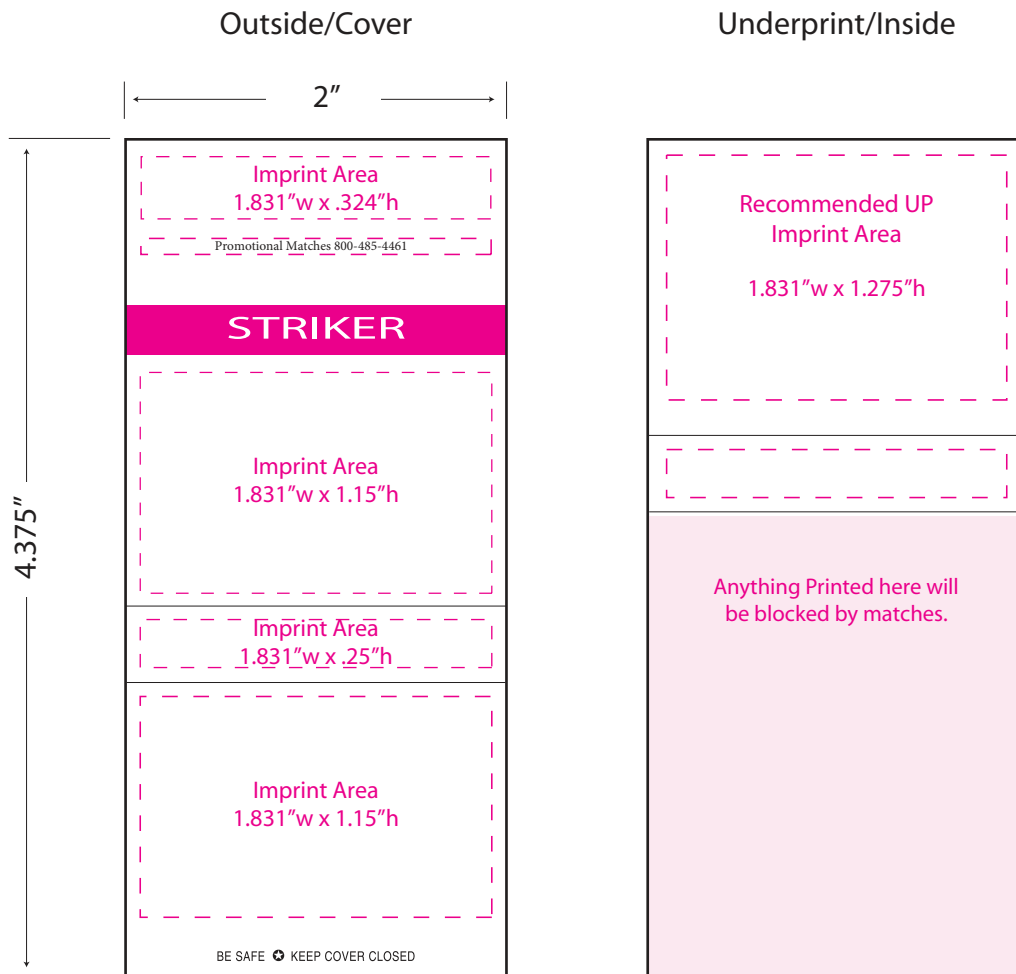 Outside/Cover
2”
4.375”
Imprint Area
1.831”w x .324”h
Promotional Matches 800-485-4461
STRIKER
Imprint Area
1.831”w x 1.15”h
Imprint Area
1.831”w x .25”h
Imprint Area
1.831”w x 1.15”h
BE SAFE ✪ KEEP COVER CLOSED
Underprint/Inside
Recommended UP
Imprint Area
1.831”w x 1.275”h
Anything Printed here will
be blocked by matches.